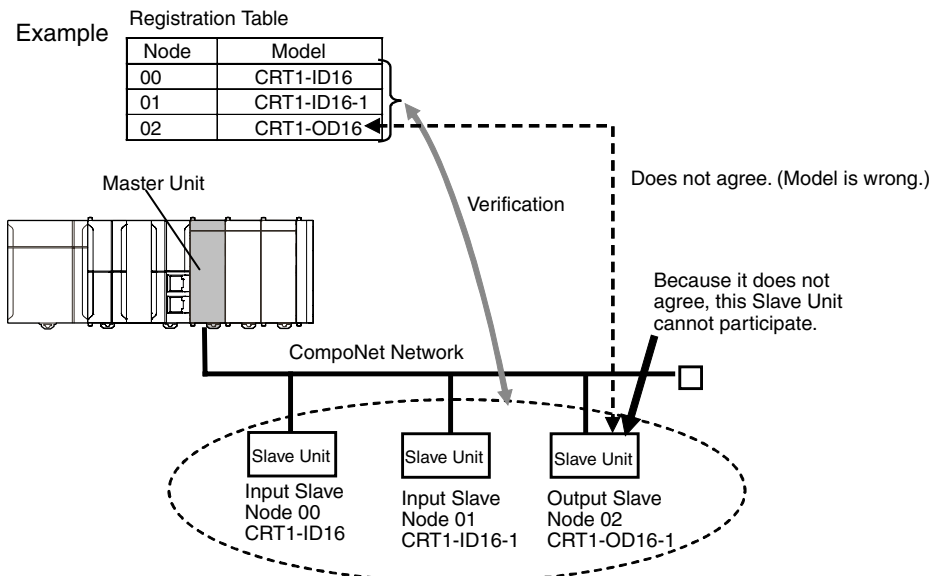 Example
Registration Table
Node Model
00 CRT1-ID16
01 CRT1-ID16-1
02 CRT1-OD16
Does not agree. (Model is wrong.)
Master Unit
Verification
Because it does not
agree, this Slave Unit
cannot participate.
CompoNet Network
Slave Unit
Input Slave
Node 00
CRT1-ID16
Slave Unit
Input Slave
Node 01
CRT1-ID16-1
Slave Unit
Output Slave
Node 02
CRT1-OD16-1